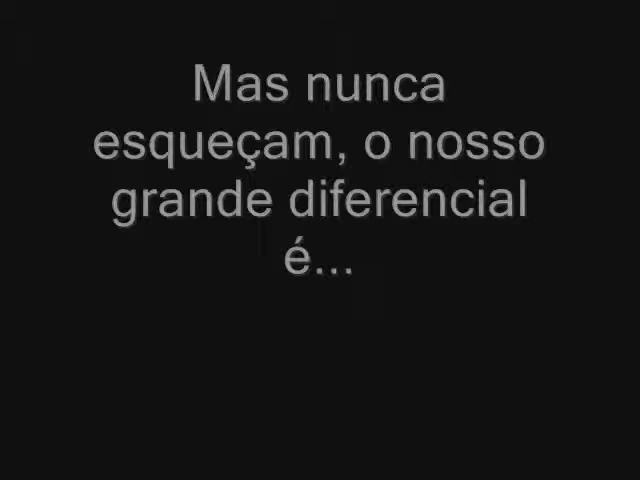 Mas nunca
esqueçam, o nosso
grande diferencial
é...